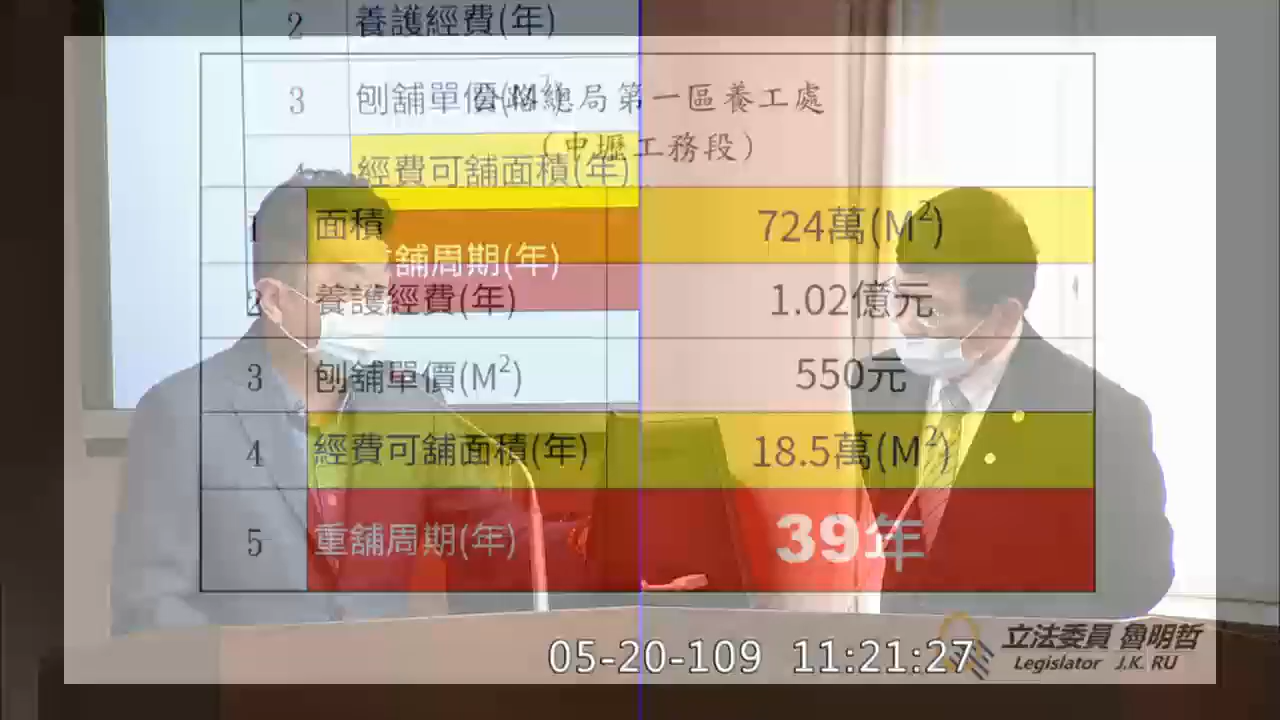 2 養護經費(年)
3 刨舖單價(M²)
公路總局第一區養工處
(中壢工務段)
4 經費可舖面積(年)
1 面積 724萬(M²)
舖周期(年)
2 養護經費(年) 1.02億元
3 刨舖單價(M²) 550元
4 經費可舖面積(年) 18.5萬(M²)
5 重舖周期(年) 39年
立法委員 魯明哲
Legislator J.K. RU
05-20-109 11:21:27